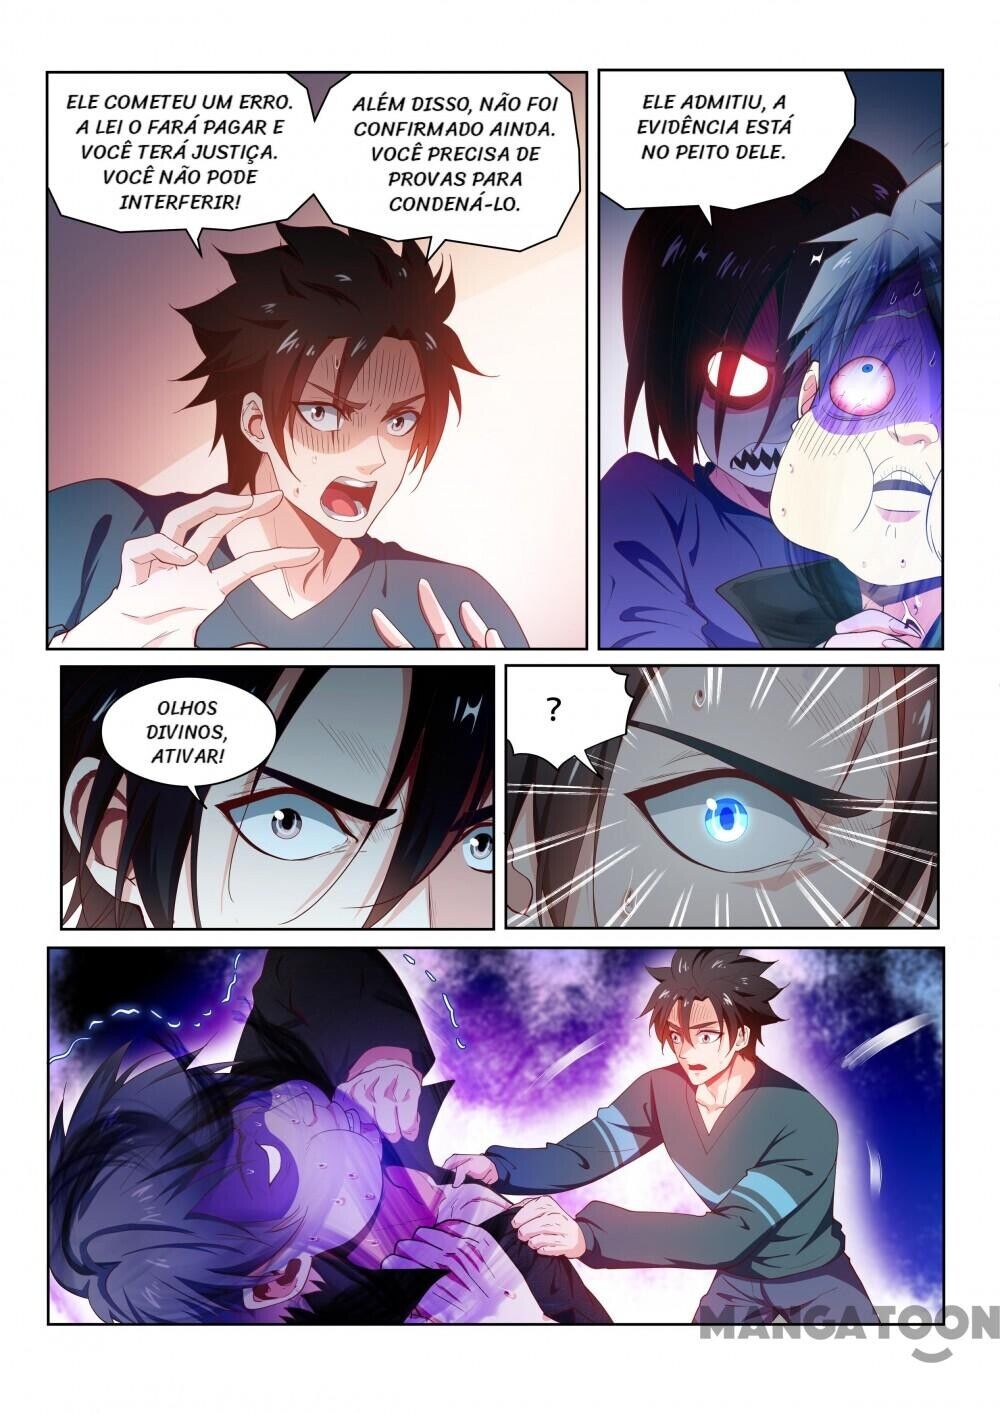 ELE COMETEU UM ERRO.
A LEI O FARÁ PAGAR E
VOCÊ TERÁ JUSTIÇA.
VOCÊ NÃO PODE
INTERFERIR!
ALÉM DISSO, NÃO FOI
CONFIRMADO AINDA.
VOCÊ PRECISA DE
PROVAS PARA
CONDENÁ-LO.
ELE ADMITIU, A
EVIDÊNCIA ESTÁ
NO PEITO DELE.
OLHOS
DIVINOS,
ATIVAR!
?
MANGATOON